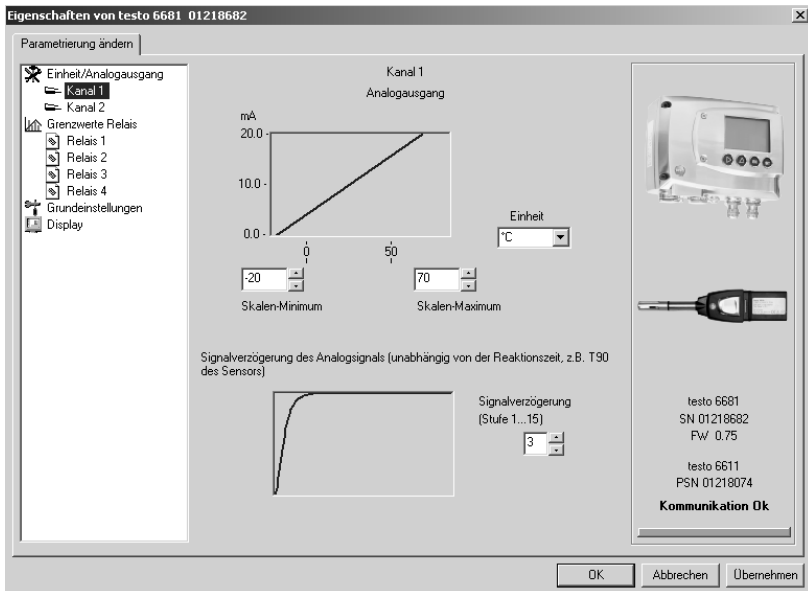 Eigenschaften von testo 6681 01218682
Parametrierung ändern
Einheit/Analogausgang
Kanal 1
Kanal 2
Grenzwerte Relais
Relais 1
Relais 2
Relais 3
Relais 4
Grundeinstellungen
Display
Kanal 1
Analogausgang
mA
20.0
10.0
0.0
0
50
Einheit
°C
-20
70
Skalen-Minimum
Skalen-Maximum
Signalverzögerung des Analogsignals (unabhängig von der Reaktionszeit, z.B. T90
des Sensors)
Signalverzögerung
(Stufe 1...15)
3
testo 6681
SN 01218682
FW 0.75
testo 6611
PSN 01218074
Kommunikation Ok
OK
Abbrechen
Übernehmen